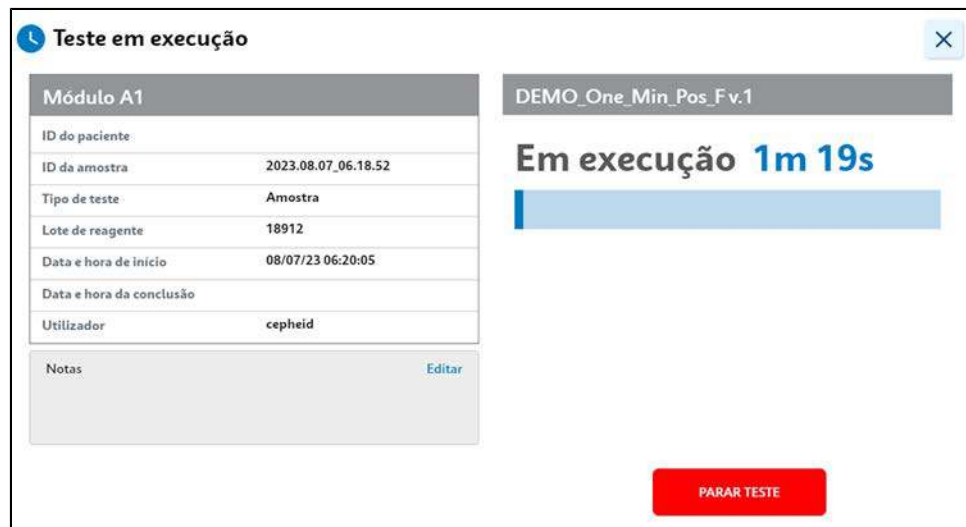 Teste em execução
Módulo A1
ID do paciente
ID da amostra 2023.08.07_06.18.52
Tipo de teste Amostra
Lote de reagente 18912
Data e hora de início 08/07/23 06:20:05
Data e hora da conclusão
Utilizador cepheid
Notas Editar
DEMO_One_Min_Pos_F v.1
Em execução 1m 19s
PARAR TESTE